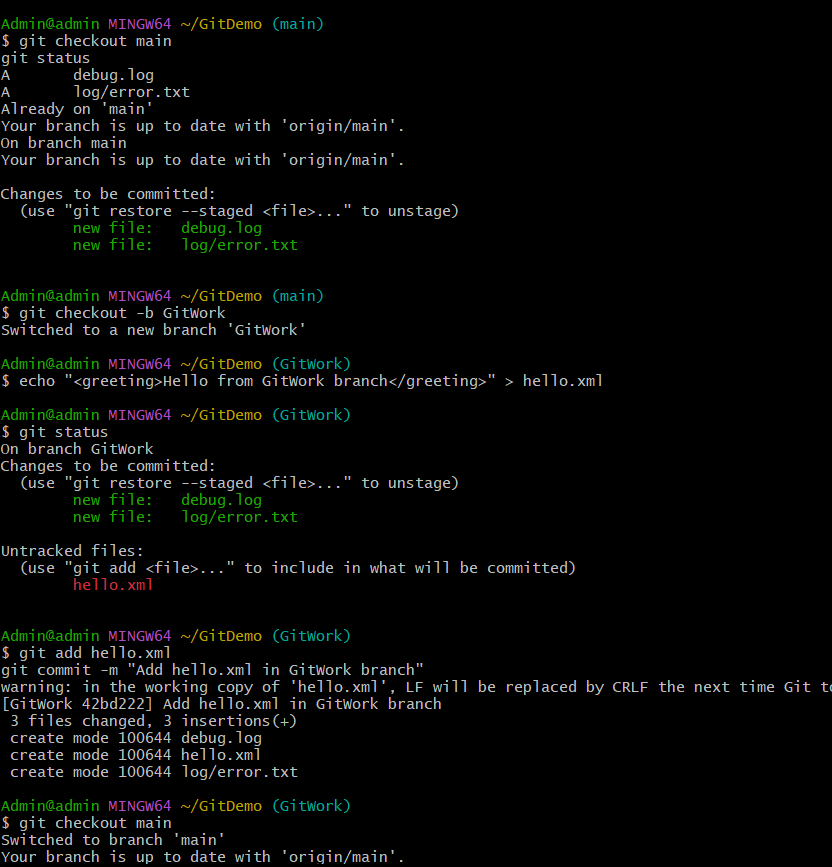 Admin@admin MINGW64 ~/GitDemo (main)
$ git checkout main
git status
A       debug.log
A       log/error.txt
Already on 'main'
Your branch is up to date with 'origin/main'.
On branch main
Your branch is up to date with 'origin/main'.
Changes to be committed:
  (use "git restore --staged <file>..." to unstage)
        new file:   debug.log
        new file:   log/error.txt
Admin@admin MINGW64 ~/GitDemo (main)
$ git checkout -b GitWork
Switched to a new branch 'GitWork'
Admin@admin MINGW64 ~/GitDemo (GitWork)
$ echo "<greeting>Hello from GitWork branch</greeting>" > hello.xml
Admin@admin MINGW64 ~/GitDemo (GitWork)
$ git status
On branch GitWork
Changes to be committed:
  (use "git restore --staged <file>..." to unstage)
        new file:   debug.log
        new file:   log/error.txt
Untracked files:
  (use "git add <file>..." to include in what will be committed)
        hello.xml
Admin@admin MINGW64 ~/GitDemo (GitWork)
$ git add hello.xml
git commit -m "Add hello.xml in GitWork branch"
warning: in the working copy of 'hello.xml', LF will be replaced by CRLF the next time Git to
[GitWork 42bd222] Add hello.xml in GitWork branch
 3 files changed, 3 insertions(+)
 create mode 100644 debug.log
 create mode 100644 hello.xml
 create mode 100644 log/error.txt
Admin@admin MINGW64 ~/GitDemo (GitWork)
$ git checkout main
Switched to branch 'main'
Your branch is up to date with 'origin/main'.